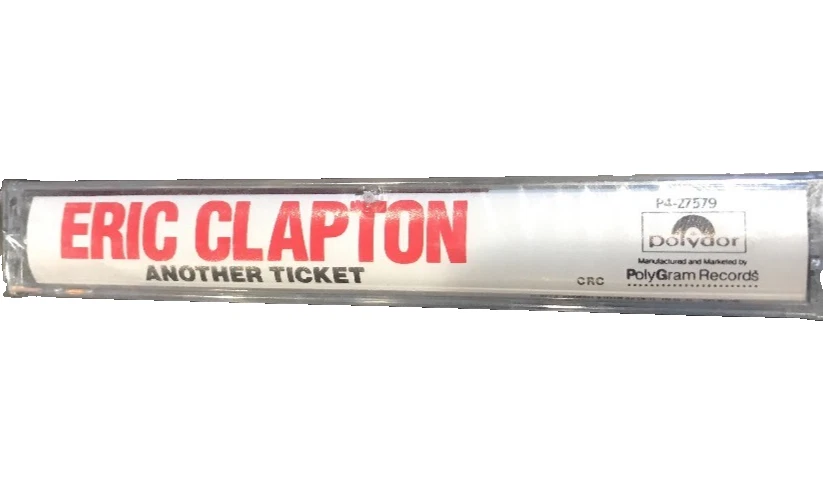 ERIC CLAPTON
ANOTHER TICKET
CRC
P4-27579
polydor
Manufactured and Marketed by
PolyGram Records